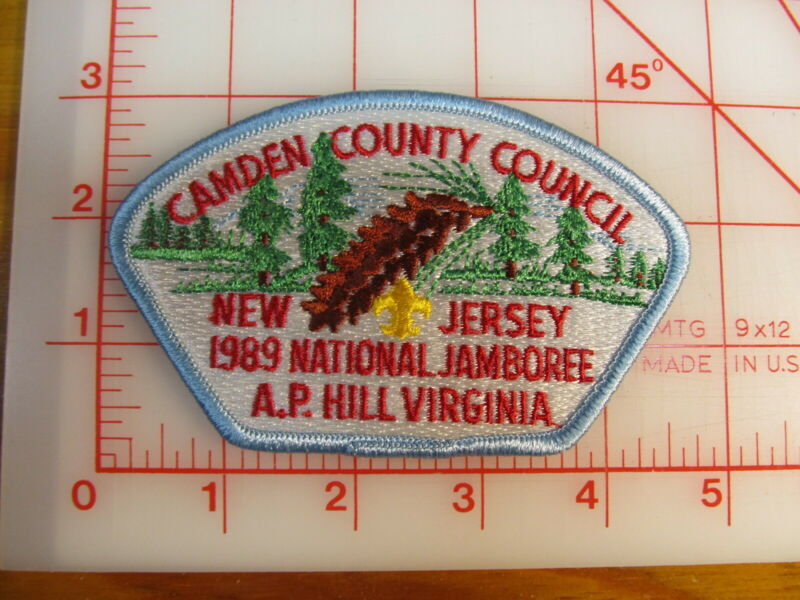 3
45°
2
1
CAMDEN COUNTY COUNCIL
NEW JERSEY
1989 NATIONAL JAMBOREE
A.P. HILL VIRGINIA
MTG 9x12
MADE IN U.S
0 1 2 3 4 5